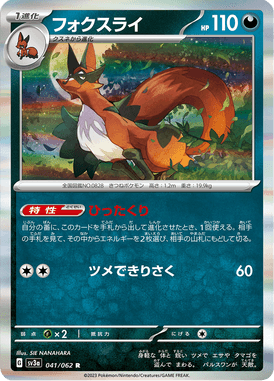 1進化 フォクスライ HP110
クスネから進化
全国図鑑NO.0828 きつねポケモン 高さ:1.2m 重さ:19.9kg
特性 ひったくり
自分の番に、このカードを手札から出して進化させたとき、1回使える。相手
の手札を見て、その中からエネルギーを2枚選び、相手の山札にもどして切る。
ツメできりさく 60
弱点 ×2 抵抗力 にげる
Illus. SIE NANAHARA
G sv3a 041/062 R
身軽な 体と 鋭い ツメで エサや タマゴを
奪いさる。パルスワンが 天敵。
©2023 Pokémon/Nintendo/Creatures/GAME FREAK.